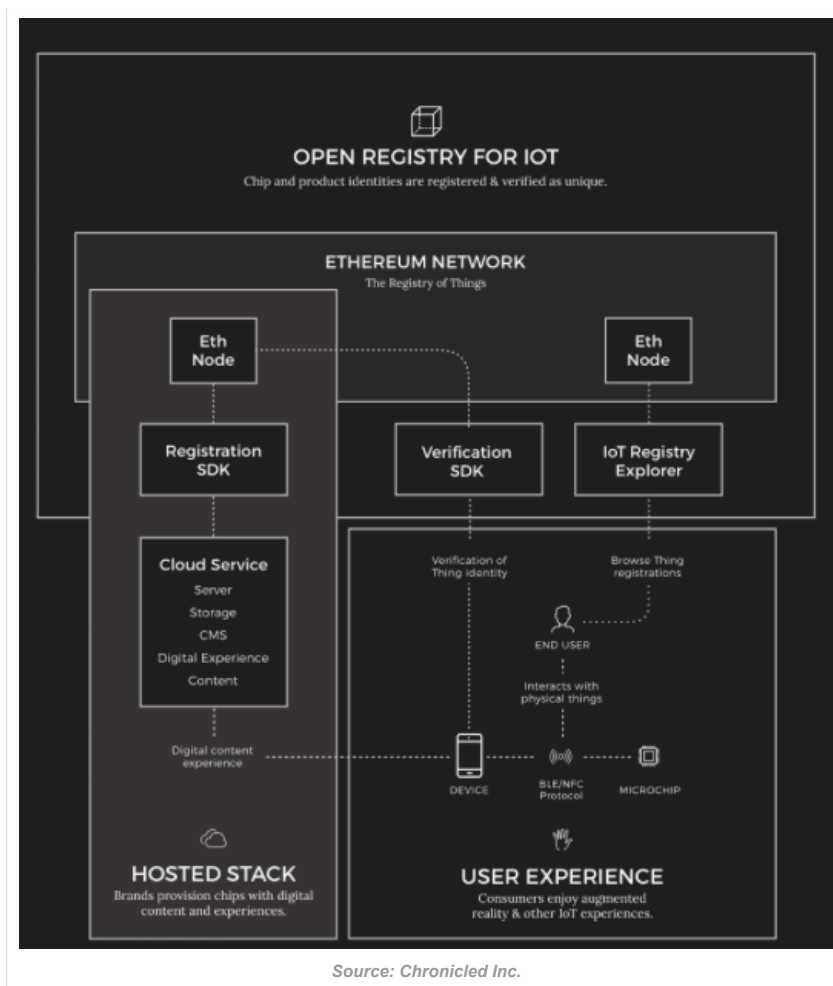 OPEN REGISTRY FOR IOT
Chip and product identities are registered & verified as unique.
ETHEREUM NETWORK
The Registry of Things
Eth
Node
Eth
Node
Registration
SDK
Verification
SDK
IoT Registry
Explorer
Cloud Service
Server
Storage
CMS
Digital Experience
Content
Verification of
Thing identity
Browse Thing
registrations
END USER
Interacts with
physical things
Digital content
experience
DEVICE
BLE/NFC
Protocol
MICROCHIP
HOSTED STACK
Brands provision chips with digital
content and experiences.
USER EXPERIENCE
Consumers enjoy augmented
reality & other IoT experiences.
Source: Chronicled Inc.